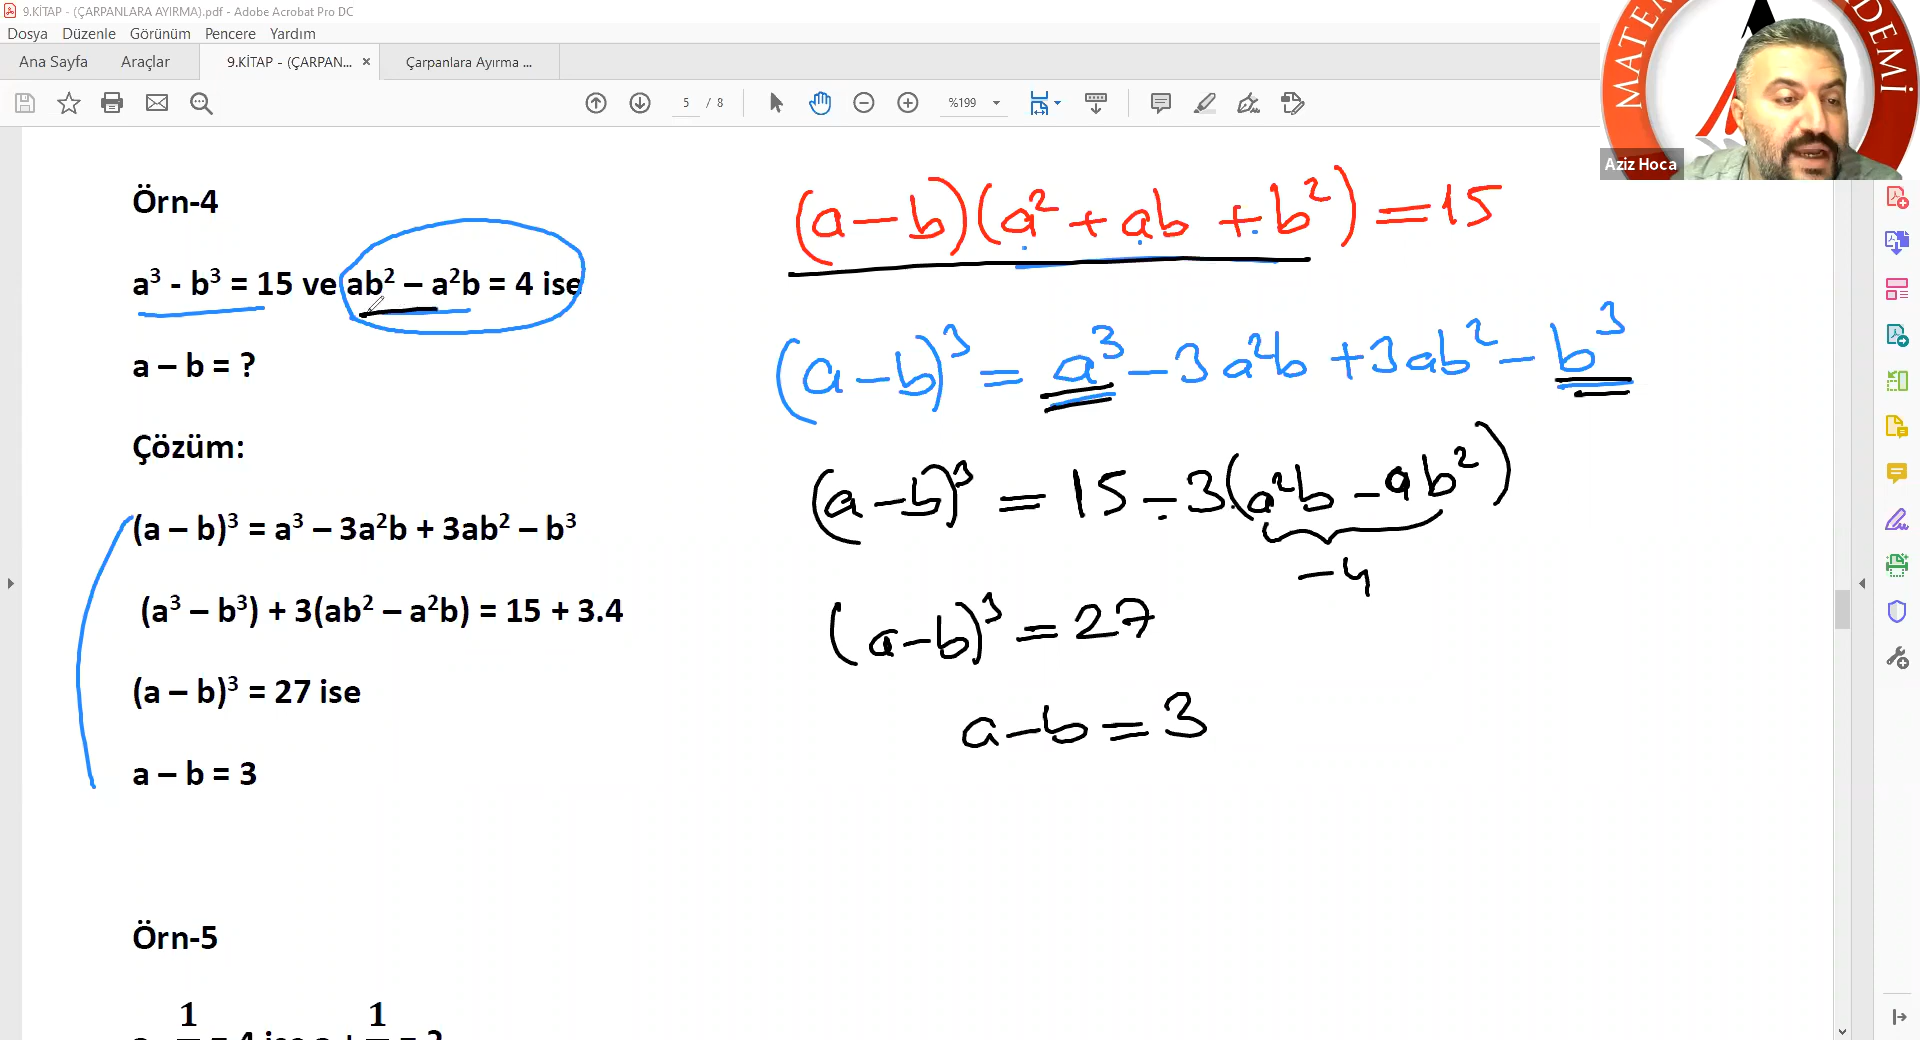 9.KİTAP - (ÇARPANLARA AYIRMA).pdf - Adobe Acrobat Pro DC
Dosya Düzenle Görünüm Pencere Yardım
Ana Sayfa Araçlar 9.KİTAP - (ÇARPAN... × Çarpanlara Ayırma ...
5 / 8 %199
MATEM
DEMİ
Aziz Hoca
Örn-4
a³ - b³ = 15 ve ab² – a²b = 4 ise
a – b = ?
Çözüm:
(a – b)³ = a³ – 3a²b + 3ab² – b³
(a³ – b³) + 3(ab² – a²b) = 15 + 3.4
(a – b)³ = 27 ise
a – b = 3
Örn-5
(a – b)(a² + ab + b²) = 15
(a – b)³ = a³ – 3a²b + 3ab² – b³
(a – b)³ = 15 – 3(a²b – ab²)
– 4
(a – b)³ = 27
a – b = 3